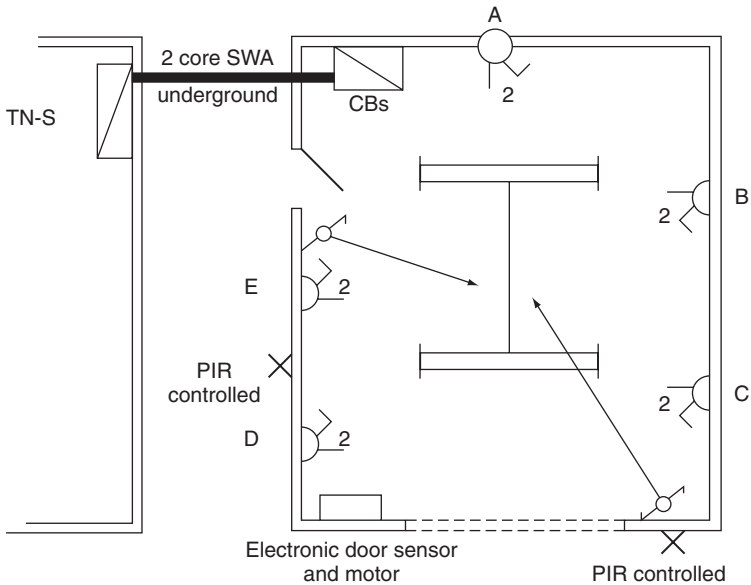 A
2 core SWA
underground
TN-S
CBs
2
B
2
E
2
PIR
controlled
C
2
D
2
Electronic door sensor
and motor
PIR controlled